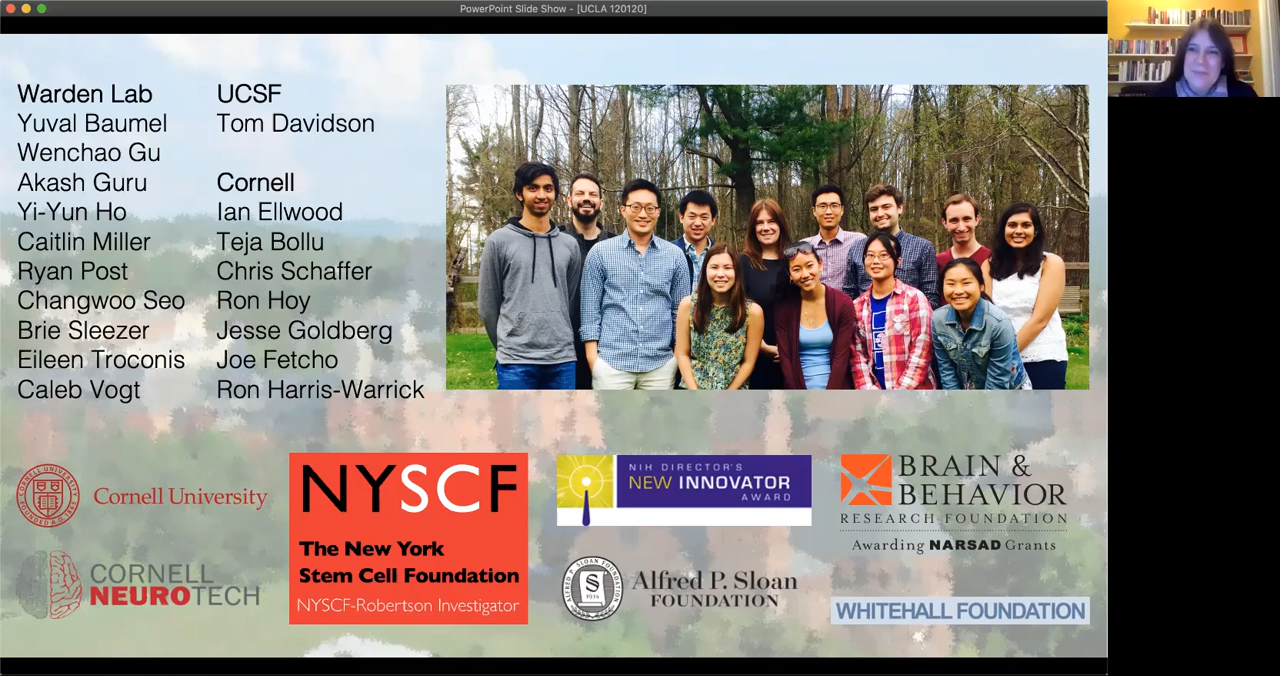 PowerPoint Slide Show - [UCLA 120120]
Warden Lab
Yuval Baumel
Wenchao Gu
Akash Guru
Yi-Yun Ho
Caitlin Miller
Ryan Post
Changwoo Seo
Brie Sleezer
Eileen Troconis
Caleb Vogt
UCSF
Tom Davidson
Cornell
Ian Ellwood
Teja Bollu
Chris Schaffer
Ron Hoy
Jesse Goldberg
Joe Fetcho
Ron Harris-Warrick
Cornell University
CORNELL
NEUROTECH
NYSCF
The New York
Stem Cell Foundation
NYSCF-Robertson Investigator
NIH DIRECTOR'S
NEW INNOVATOR
AWARD
Alfred P. Sloan
FOUNDATION
BRAIN &
BEHAVIOR
RESEARCH FOUNDATION
Awarding NARSAD Grants
WHITEHALL FOUNDATION